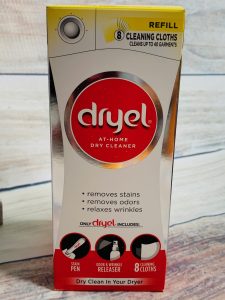 REFILL
8 CLEANING CLOTHS
CLEANS UP TO 40 GARMENTS
dryel
AT-HOME
DRY CLEANER
• removes stains
• removes odors
• relaxes wrinkles
ONLY dryel INCLUDES...
STAIN
PEN
ODOR & WRINKLE
RELEASER
8 CLEANING
CLOTHS
Dry Clean In Your Dryer